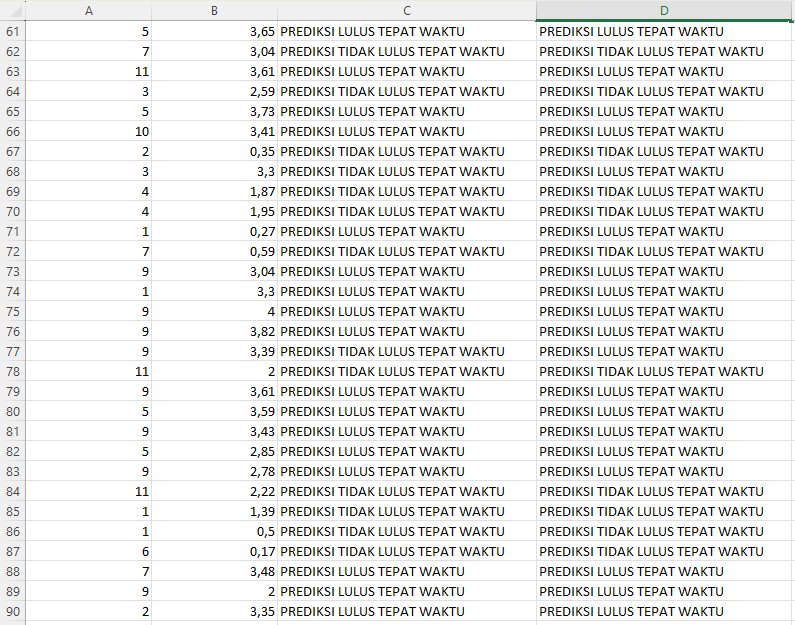 A B C D
61 5 3,65 PREDIKSI LULUS TEPAT WAKTU PREDIKSI LULUS TEPAT WAKTU
62 7 3,04 PREDIKSI TIDAK LULUS TEPAT WAKTU PREDIKSI TIDAK LULUS TEPAT WAKTU
63 11 3,61 PREDIKSI LULUS TEPAT WAKTU PREDIKSI LULUS TEPAT WAKTU
64 3 2,59 PREDIKSI TIDAK LULUS TEPAT WAKTU PREDIKSI TIDAK LULUS TEPAT WAKTU
65 5 3,73 PREDIKSI LULUS TEPAT WAKTU PREDIKSI LULUS TEPAT WAKTU
66 10 3,41 PREDIKSI LULUS TEPAT WAKTU PREDIKSI LULUS TEPAT WAKTU
67 2 0,35 PREDIKSI TIDAK LULUS TEPAT WAKTU PREDIKSI TIDAK LULUS TEPAT WAKTU
68 3 3,3 PREDIKSI TIDAK LULUS TEPAT WAKTU PREDIKSI LULUS TEPAT WAKTU
69 4 1,87 PREDIKSI TIDAK LULUS TEPAT WAKTU PREDIKSI TIDAK LULUS TEPAT WAKTU
70 4 1,95 PREDIKSI TIDAK LULUS TEPAT WAKTU PREDIKSI TIDAK LULUS TEPAT WAKTU
71 1 0,27 PREDIKSI LULUS TEPAT WAKTU PREDIKSI LULUS TEPAT WAKTU
72 7 0,59 PREDIKSI TIDAK LULUS TEPAT WAKTU PREDIKSI TIDAK LULUS TEPAT WAKTU
73 9 3,04 PREDIKSI LULUS TEPAT WAKTU PREDIKSI LULUS TEPAT WAKTU
74 1 3,3 PREDIKSI LULUS TEPAT WAKTU PREDIKSI LULUS TEPAT WAKTU
75 9 4 PREDIKSI LULUS TEPAT WAKTU PREDIKSI LULUS TEPAT WAKTU
76 9 3,82 PREDIKSI LULUS TEPAT WAKTU PREDIKSI LULUS TEPAT WAKTU
77 9 3,39 PREDIKSI TIDAK LULUS TEPAT WAKTU PREDIKSI LULUS TEPAT WAKTU
78 11 2 PREDIKSI TIDAK LULUS TEPAT WAKTU PREDIKSI TIDAK LULUS TEPAT WAKTU
79 9 3,61 PREDIKSI LULUS TEPAT WAKTU PREDIKSI LULUS TEPAT WAKTU
80 5 3,59 PREDIKSI LULUS TEPAT WAKTU PREDIKSI LULUS TEPAT WAKTU
81 9 3,43 PREDIKSI LULUS TEPAT WAKTU PREDIKSI LULUS TEPAT WAKTU
82 5 2,85 PREDIKSI LULUS TEPAT WAKTU PREDIKSI LULUS TEPAT WAKTU
83 9 2,78 PREDIKSI LULUS TEPAT WAKTU PREDIKSI LULUS TEPAT WAKTU
84 11 2,22 PREDIKSI TIDAK LULUS TEPAT WAKTU PREDIKSI TIDAK LULUS TEPAT WAKTU
85 1 1,39 PREDIKSI TIDAK LULUS TEPAT WAKTU PREDIKSI TIDAK LULUS TEPAT WAKTU
86 1 0,5 PREDIKSI TIDAK LULUS TEPAT WAKTU PREDIKSI TIDAK LULUS TEPAT WAKTU
87 6 0,17 PREDIKSI TIDAK LULUS TEPAT WAKTU PREDIKSI TIDAK LULUS TEPAT WAKTU
88 7 3,48 PREDIKSI LULUS TEPAT WAKTU PREDIKSI LULUS TEPAT WAKTU
89 9 2 PREDIKSI LULUS TEPAT WAKTU PREDIKSI LULUS TEPAT WAKTU
90 2 3,35 PREDIKSI LULUS TEPAT WAKTU PREDIKSI LULUS TEPAT WAKTU